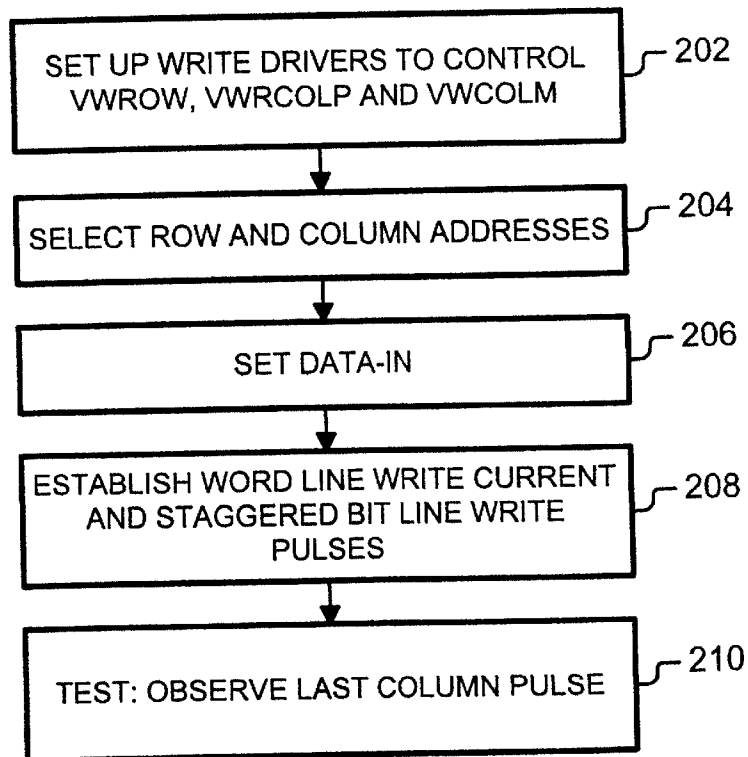 SET UP WRITE DRIVERS TO CONTROL
VWROW, VWRCOLP AND VWCOLM
202
SELECT ROW AND COLUMN ADDRESSES
204
SET DATA-IN
206
ESTABLISH WORD LINE WRITE CURRENT
AND STAGGERED BIT LINE WRITE
PULSES
208
TEST: OBSERVE LAST COLUMN PULSE
210